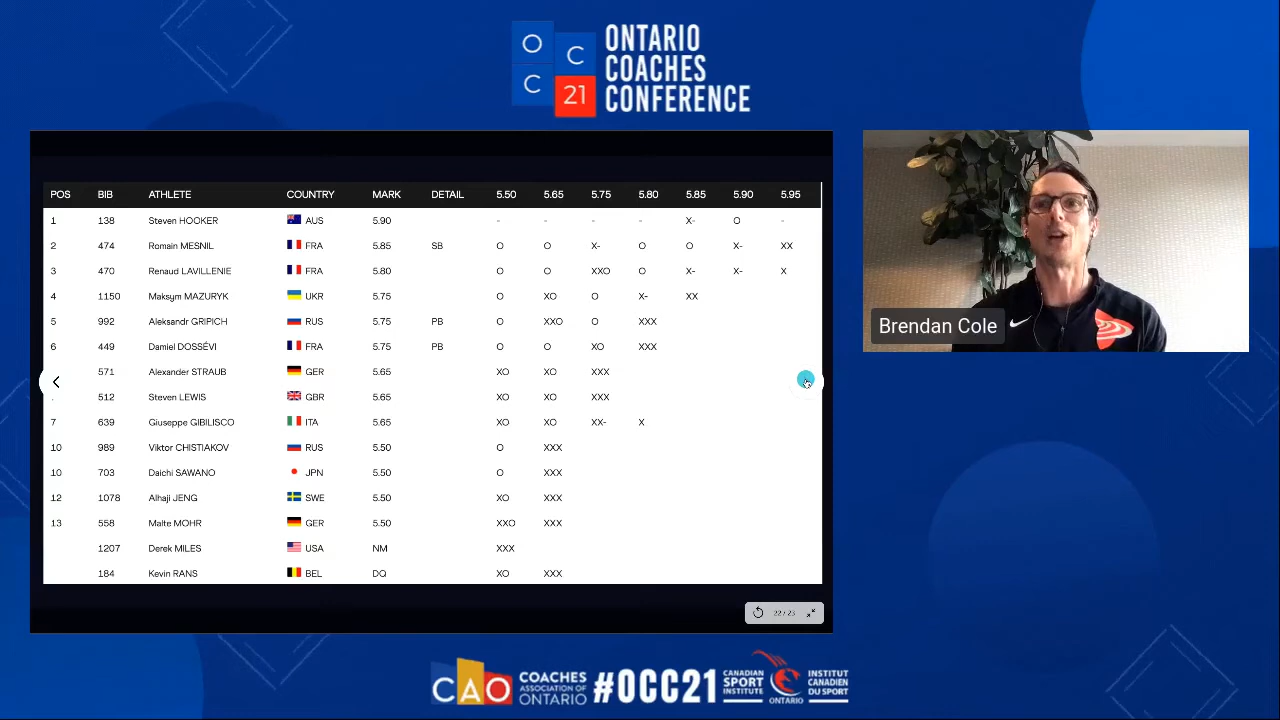 O
C
C
21
ONTARIO
COACHES
CONFERENCE
POS BIB ATHLETE COUNTRY MARK DETAIL 5.50 5.65 5.75 5.80 5.85 5.90 5.95
1 138 Steven HOOKER AUS 5.90 - - - - X- O -
2 474 Romain MESNIL FRA 5.85 SB O O X- O O X- XX
3 470 Renaud LAVILLENIE FRA 5.80 O O XXO O X- X- X
4 1150 Maksym MAZURYK UKR 5.75 O XO O X- XX
5 992 Aleksandr GRIPICH RUS 5.75 PB O XXO O XXX
6 449 Damiel DOSSÉVI FRA 5.75 PB O O XO XXX
571 Alexander STRAUB GER 5.65 XO XO XXX
512 Steven LEWIS GBR 5.65 XO XO XXX
7 639 Giuseppe GIBILISCO ITA 5.65 XO XO XX- X
10 989 Viktor CHISTIAKOV RUS 5.50 O XXX
10 703 Daichi SAWANO JPN 5.50 O XXX
12 1078 Alhaji JENG SWE 5.50 XO XXX
13 558 Malte MOHR GER 5.50 XXO XXX
1207 Derek MILES USA NM XXX
184 Kevin RANS BEL DQ XO XXX
22 / 23
Brendan Cole
CAO COACHES
ASSOCIATION OF
ONTARIO
#OCC21
CANADIAN
SPORT
INSTITUTE
ONTARIO
INSTITUT
CANADIEN
DU SPORT